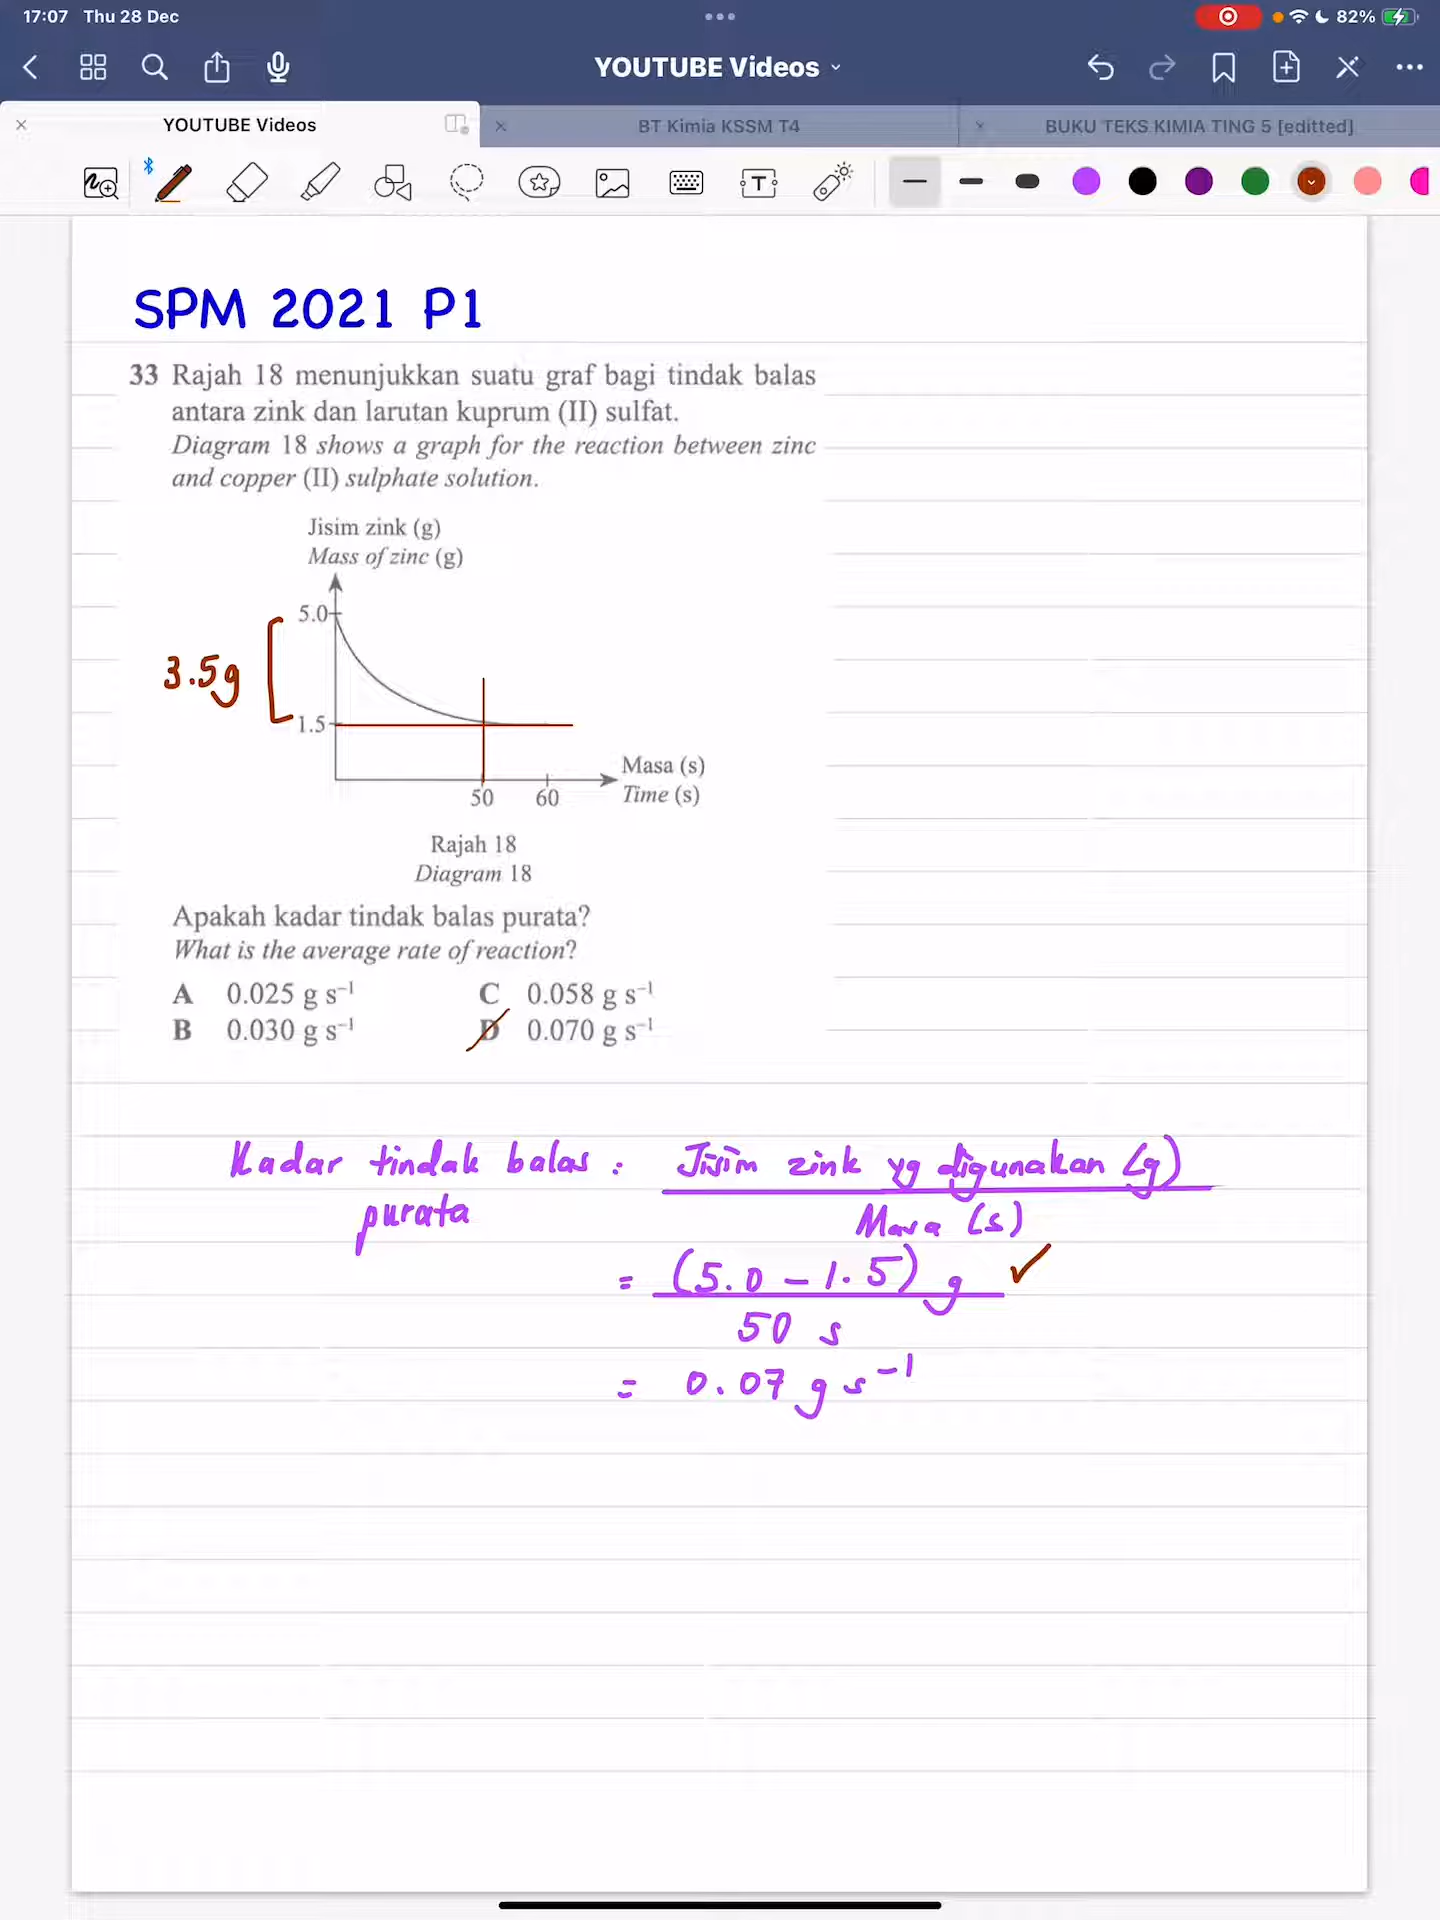 17:07 Thu 28 Dec
82%
YOUTUBE Videos
YOUTUBE Videos
BT Kimia KSSM T4
BUKU TEKS KIMIA TING 5 [editted]
SPM 2021 P1
33 Rajah 18 menunjukkan suatu graf bagi tindak balas
antara zink dan larutan kuprum (II) sulfat.
Diagram 18 shows a graph for the reaction between zinc
and copper (II) sulphate solution.
Jisim zink (g)
Mass of zinc (g)
5.0
3.5g
1.5
Masa (s)
Time (s)
50 60
Rajah 18
Diagram 18
Apakah kadar tindak balas purata?
What is the average rate of reaction?
A 0.025 g s⁻¹ C 0.058 g s⁻¹
B 0.030 g s⁻¹ D 0.070 g s⁻¹
Kadar tindak balas : Jisim zink yg digunakan (g)
purata Masa (s)
= (5.0 - 1.5) g ✓
50 s
= 0.07 g s⁻¹